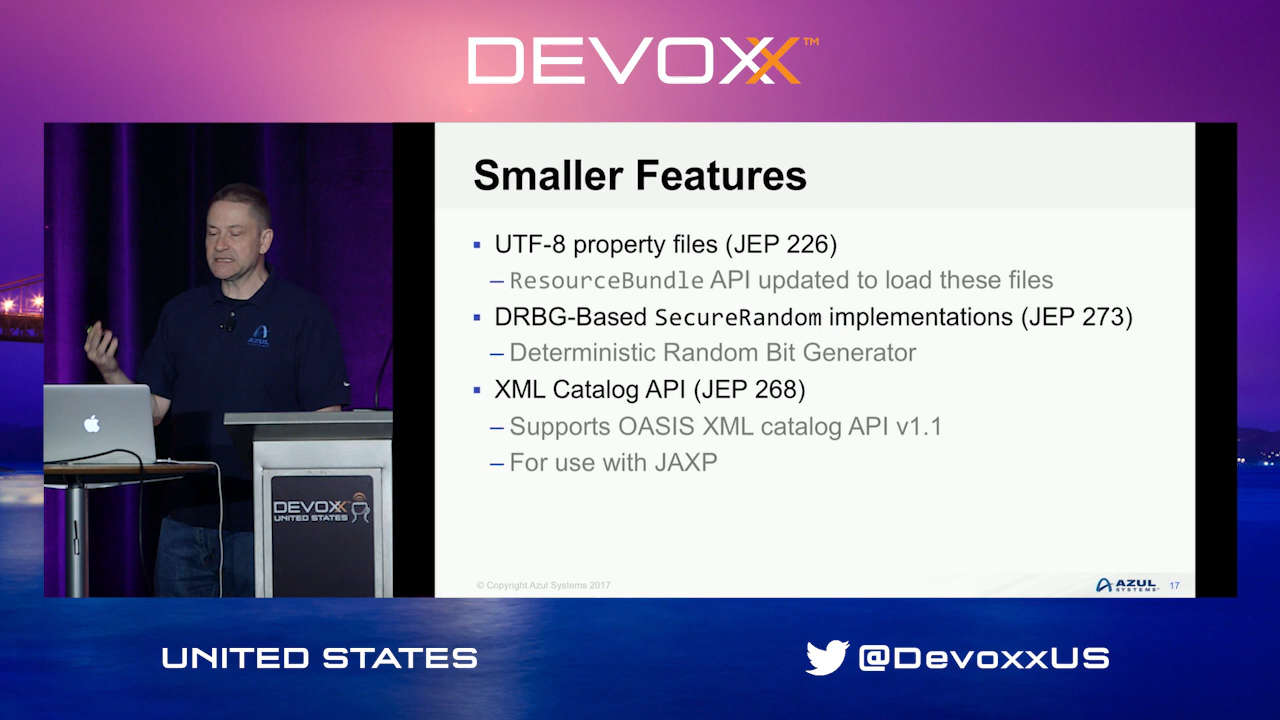 DEVOXX™
Smaller Features
▪ UTF-8 property files (JEP 226)
– ResourceBundle API updated to load these files
▪ DRBG-Based SecureRandom implementations (JEP 273)
– Deterministic Random Bit Generator
▪ XML Catalog API (JEP 268)
– Supports OASIS XML catalog API v1.1
– For use with JAXP
AZUL
DEVOXX
UNITED STATES
© Copyright Azul Systems 2017
AZUL SYSTEMS
17
UNITED STATES
@DevoxxUS